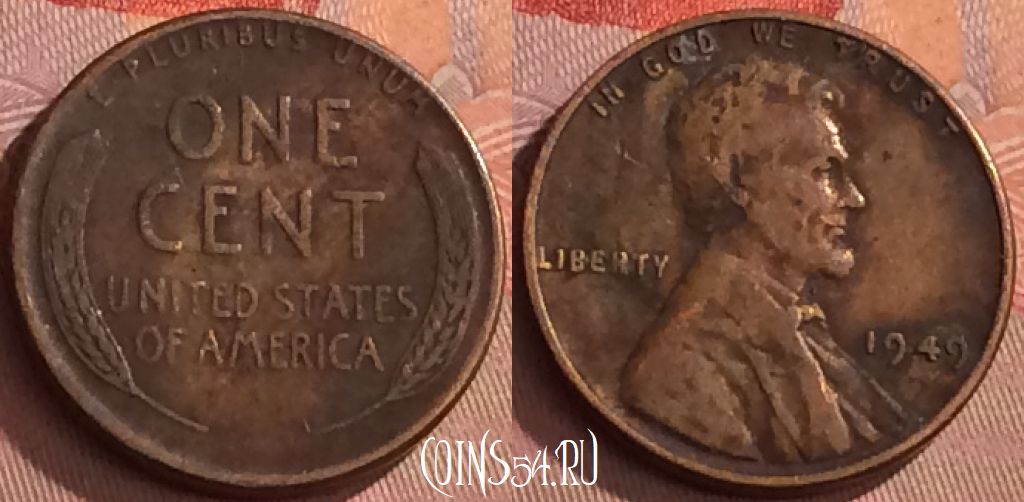 E PLURIBUS UNUM
ONE
CENT
UNITED STATES
OF AMERICA
IN GOD WE TRUST
LIBERTY
1949
COINS54.RU